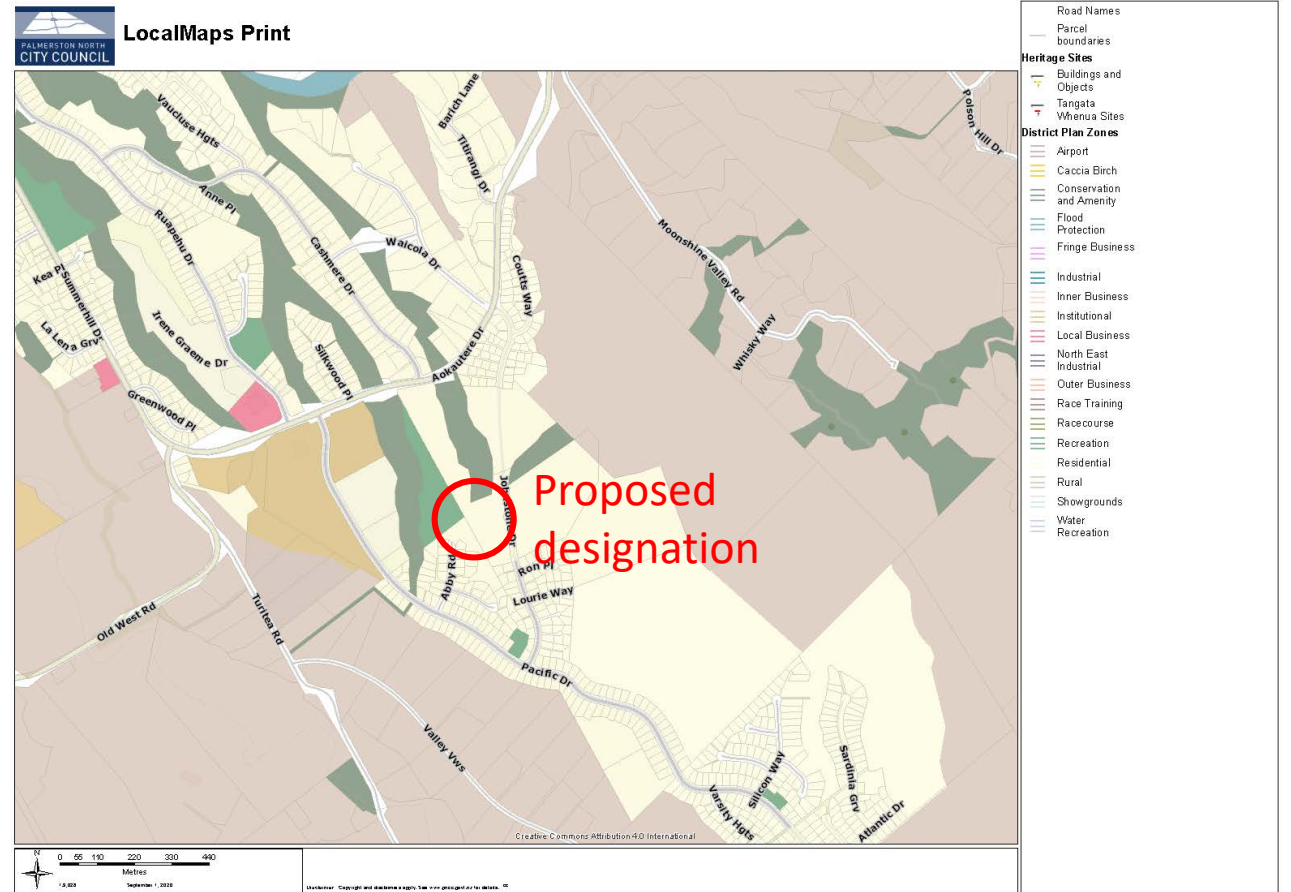 PALMERSTON NORTH
CITY COUNCIL
LocalMaps Print
Road Names
Parcel
boundaries
Heritage Sites
Buildings and
Objects
Tangata
Whenua Sites
District Plan Zones
Airport
Caccia Birch
Conservation
and Amenity
Flood
Protection
Fringe Business
Industrial
Inner Business
Institutional
Local Business
North East
Industrial
Outer Business
Race Training
Racecourse
Recreation
Residential
Rural
Showgrounds
Water
Recreation
Vaucluse Hgts
Barich Lane
Titirangi Dr
Polson Hill Dr
Anne Pl
Ruapehu Dr
Cashmere Dr
Waicola Dr
Coutts Way
Moonshine Valley Rd
Kea Pl
Summerhill Dr
La Lena Grv
Irene Graeme Dr
Silkwood Pl
Aokautere Dr
Whisky Way
Greenwood Pl
Johnstone Dr
Proposed
designation
Abby Rd
Ron Pl
Lourie Way
Old West Rd
Turitea Rd
Pacific Dr
Valley Vws
Silicon Way
Sardinia Grv
Varsity Hgts
Atlantic Dr
Creative Commons Attribution 4.0 International
N
0 55 110 220 330 440
Metres
September 1, 2020